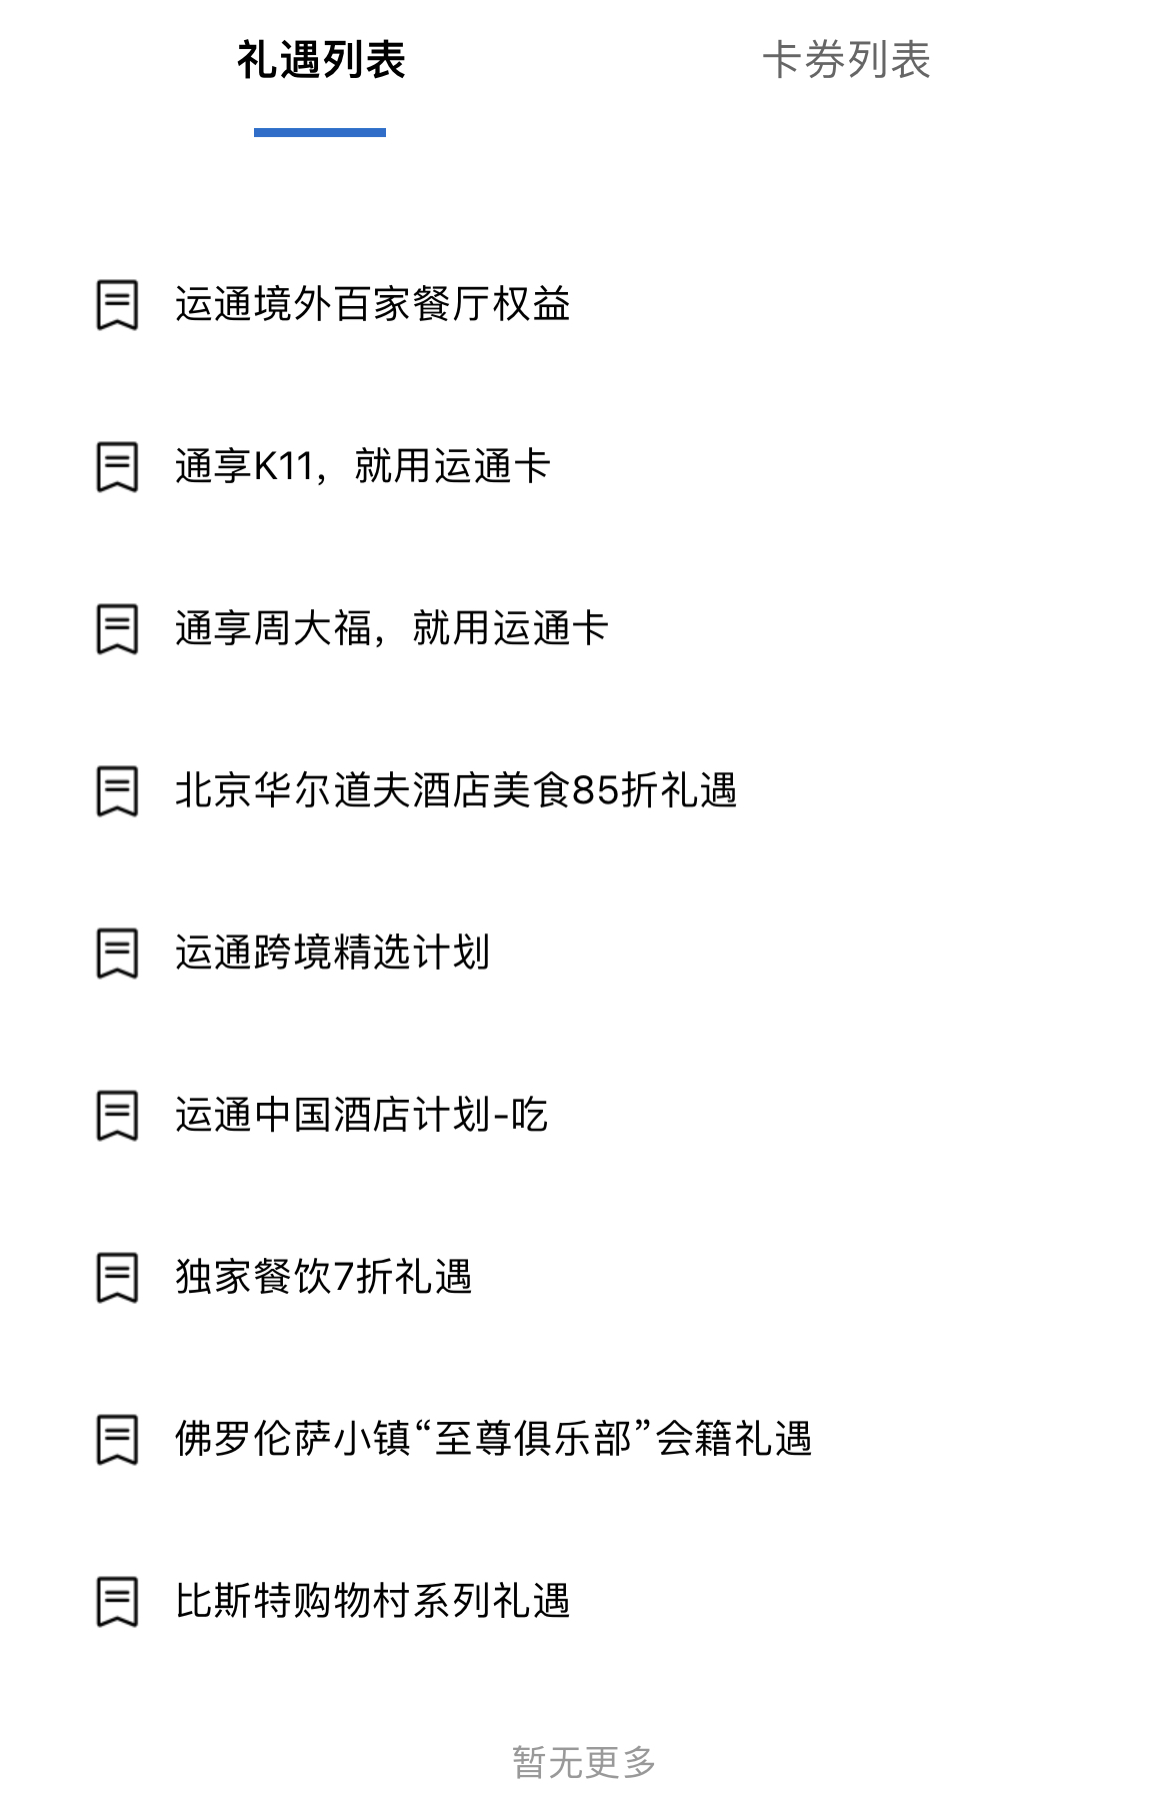 礼遇列表 卡券列表
运通境外百家餐厅权益
通享K11，就用运通卡
通享周大福，就用运通卡
北京华尔道夫酒店美食85折礼遇
运通跨境精选计划
运通中国酒店计划-吃
独家餐饮7折礼遇
佛罗伦萨小镇“至尊俱乐部”会籍礼遇
比斯特购物村系列礼遇
暂无更多